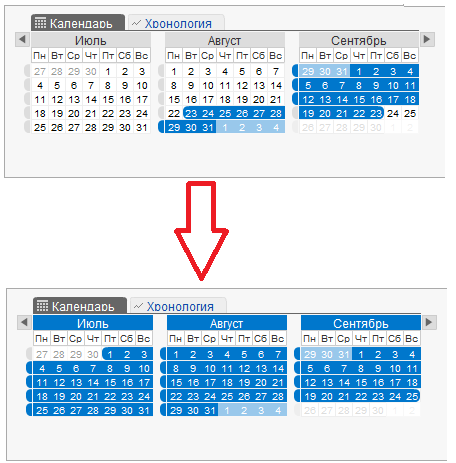 Календарь Хронология
Июль Август Сентябрь
Пн Вт Ср Чт Пт Сб Вс Пн Вт Ср Чт Пт Сб Вс Пн Вт Ср Чт Пт Сб Вс
27 28 29 30 1 2 3 1 2 3 4 5 6 7 29 30 31 1 2 3 4
4 5 6 7 8 9 10 8 9 10 11 12 13 14 5 6 7 8 9 10 11
11 12 13 14 15 16 17 15 16 17 18 19 20 21 12 13 14 15 16 17 18
18 19 20 21 22 23 24 22 23 24 25 26 27 28 19 20 21 22 23 24 25
25 26 27 28 29 30 31 29 30 31 1 2 3 4 26 27 28 29 30 1 2
Календарь Хронология
Июль Август Сентябрь
Пн Вт Ср Чт Пт Сб Вс Пн Вт Ср Чт Пт Сб Вс Пн Вт Ср Чт Пт Сб Вс
27 28 29 30 1 2 3 1 2 3 4 5 6 7 29 30 31 1 2 3 4
4 5 6 7 8 9 10 8 9 10 11 12 13 14 5 6 7 8 9 10 11
11 12 13 14 15 16 17 15 16 17 18 19 20 21 12 13 14 15 16 17 18
18 19 20 21 22 23 24 22 23 24 25 26 27 28 19 20 21 22 23 24 25
25 26 27 28 29 30 31 29 30 31 1 2 3 4 26 27 28 29 30 1 2